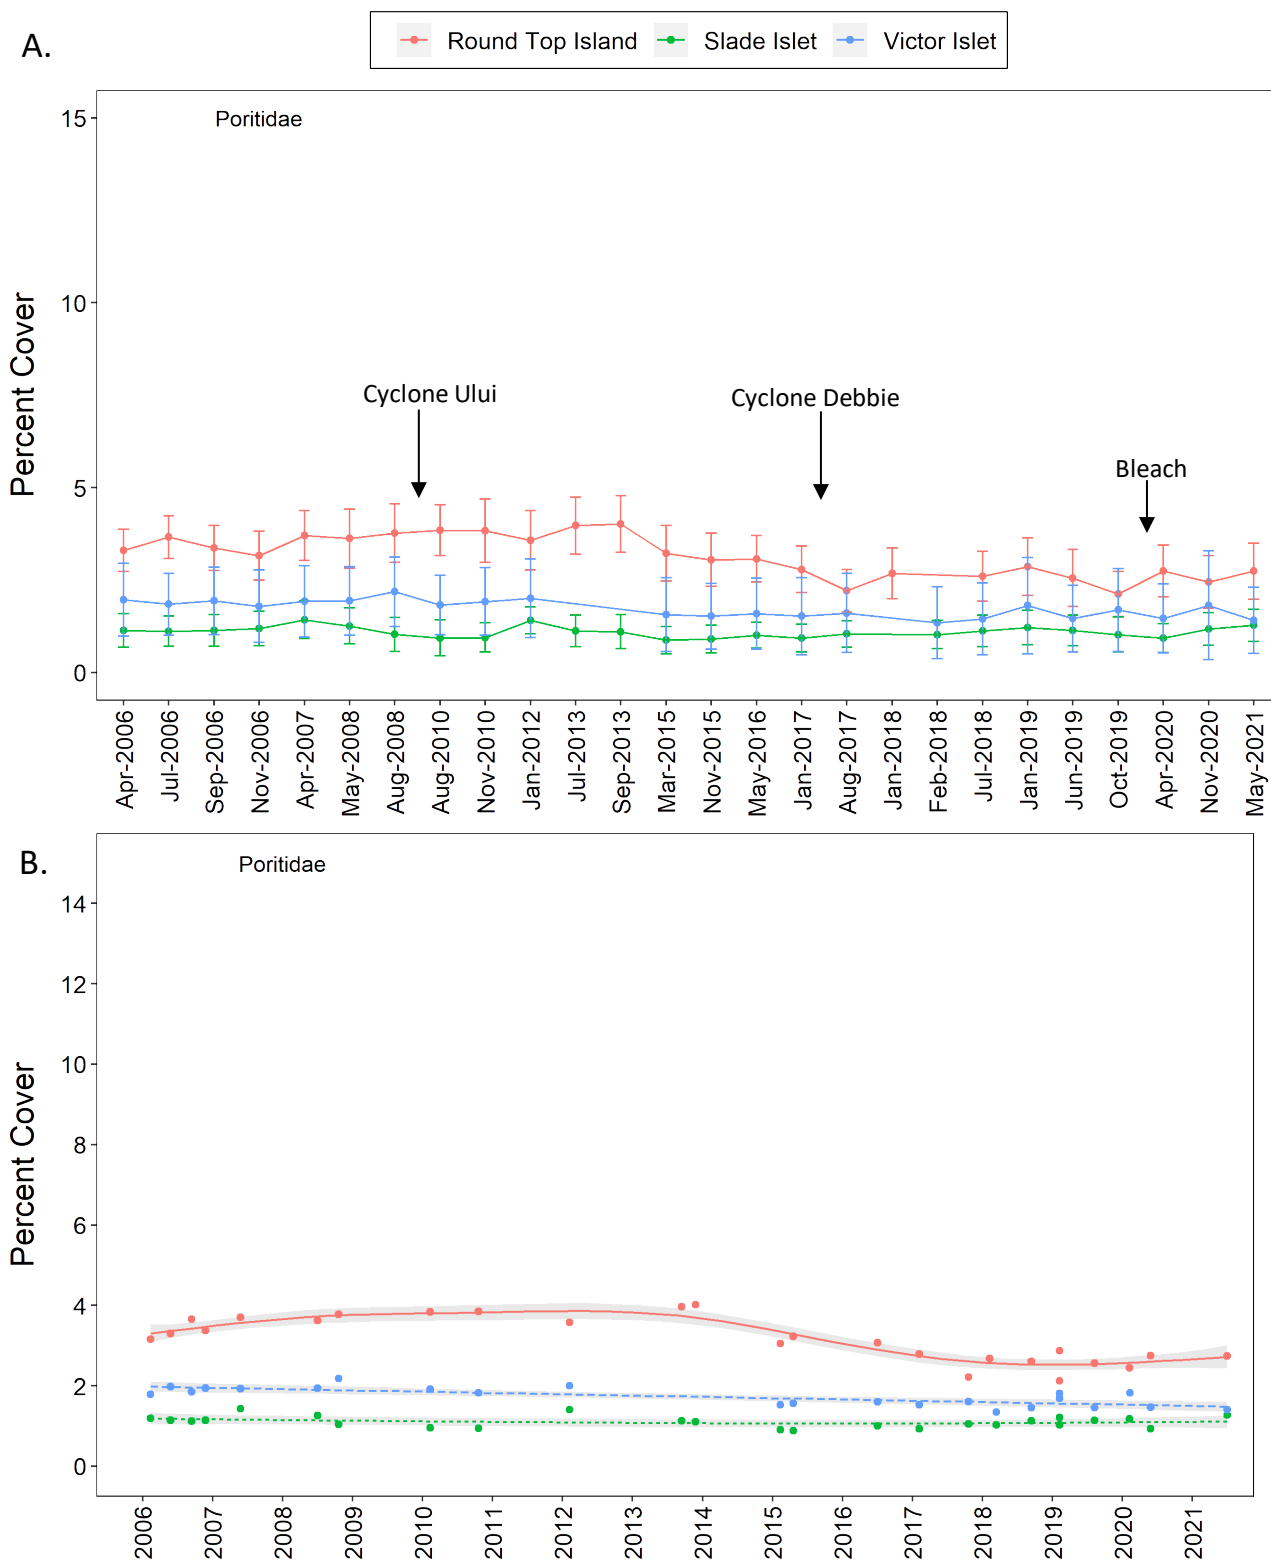 A.
Round Top Island Slade Islet Victor Islet
Poritidae
15
10
5
0
Percent Cover
Cyclone Ului
Cyclone Debbie
Bleach
Apr-2006
Jul-2006
Sep-2006
Nov-2006
Apr-2007
May-2008
Aug-2008
Aug-2010
Nov-2010
Jan-2012
Jul-2013
Sep-2013
Mar-2015
Nov-2015
May-2016
Jan-2017
Aug-2017
Jan-2018
Feb-2018
Jul-2018
Jan-2019
Jun-2019
Oct-2019
Apr-2020
Nov-2020
May-2021
B.
Poritidae
14
12
10
8
6
4
2
0
Percent Cover
2006
2007
2008
2009
2010
2012
2013
2014
2015
2016
2017
2018
2019
2020
2021